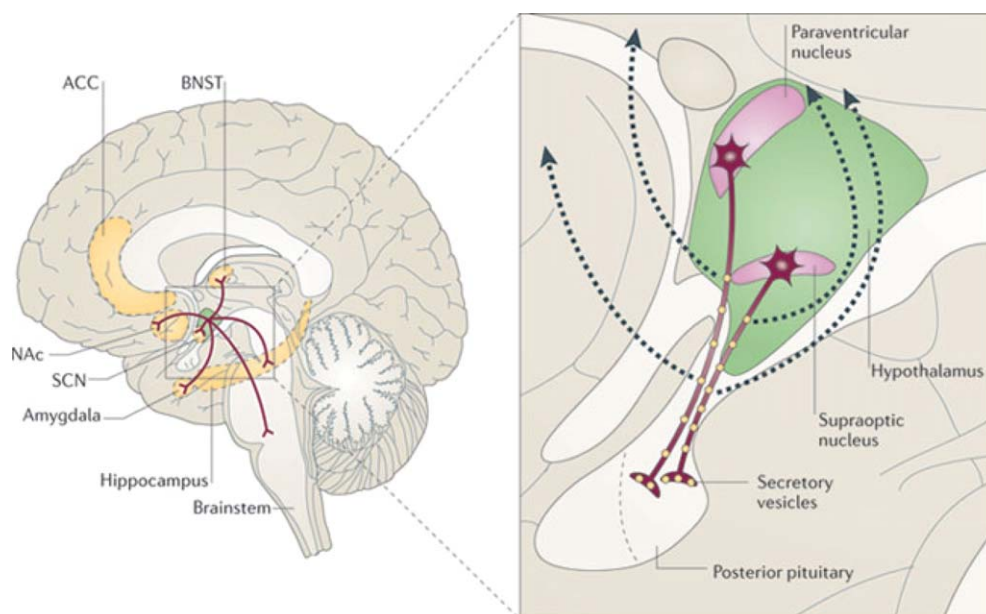 ACC
BNST
NAc
SCN
Amygdala
Hippocampus
Brainstem
Paraventricular
nucleus
Hypothalamus
Supraoptic
nucleus
Secretory
vesicles
Posterior pituitary